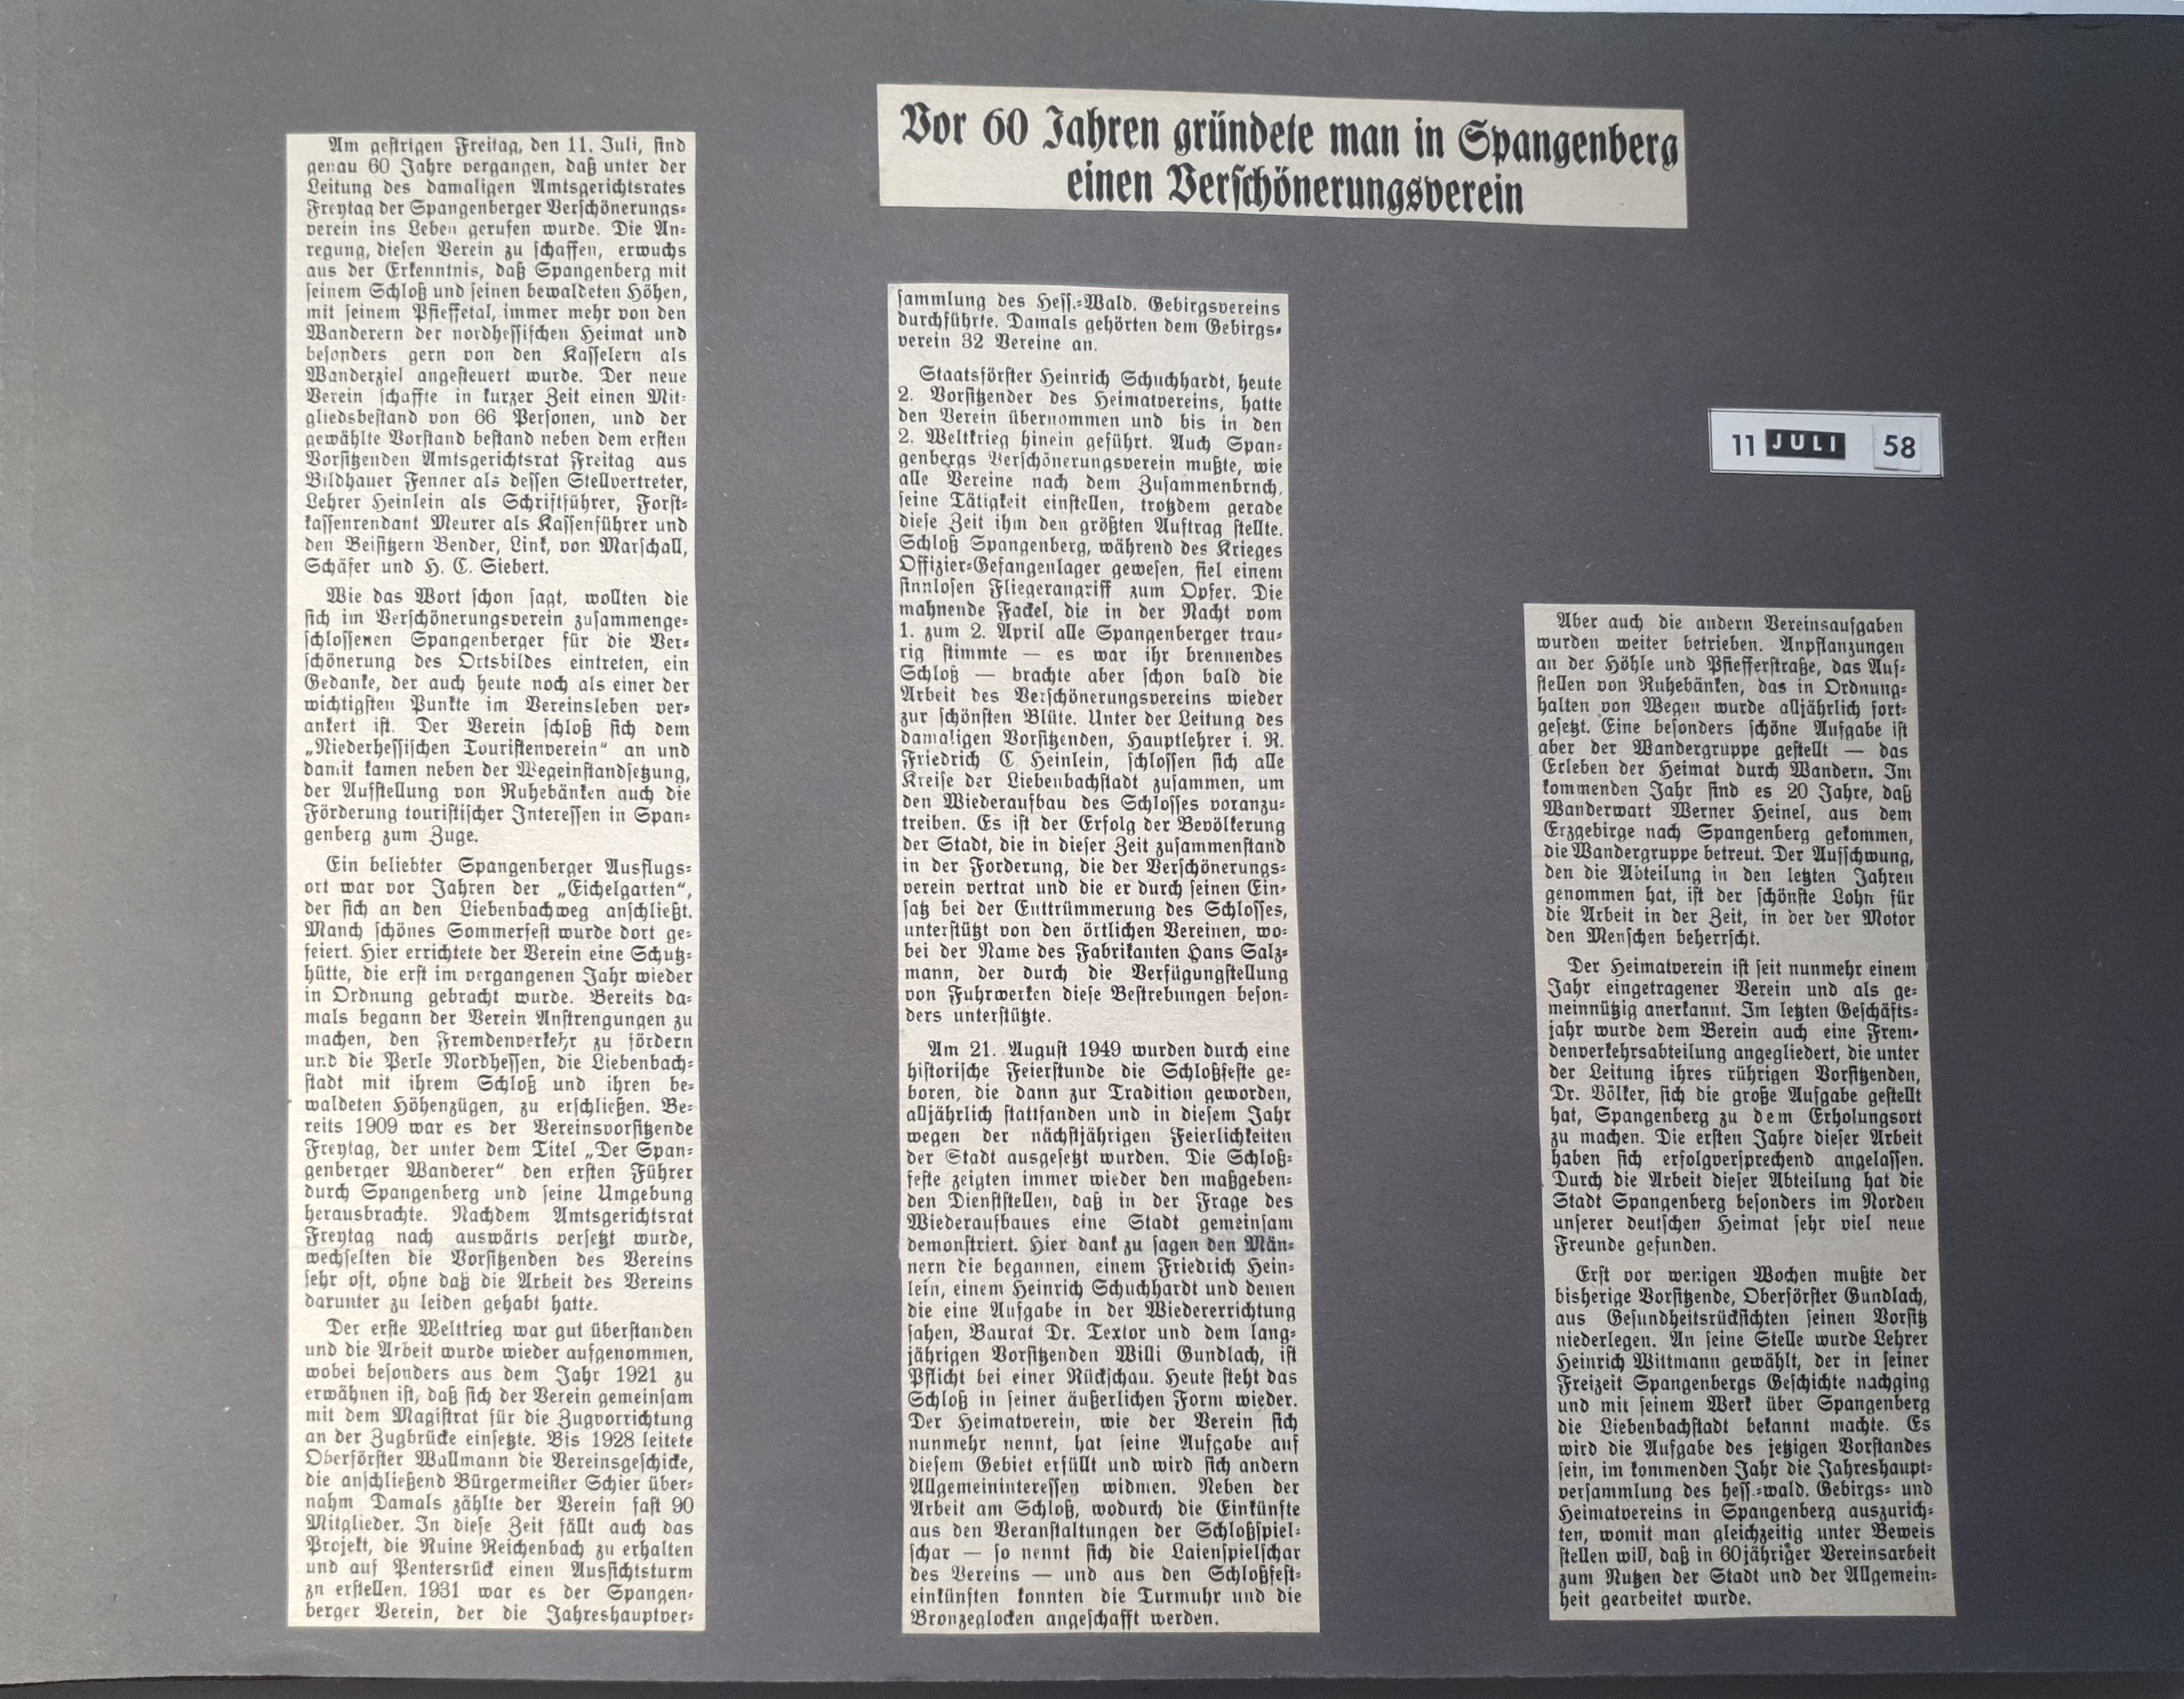 Vor 60 Jahren gründete man in Spangenberg
einen Verschönerungsverein
Am gestrigen Freitag, den 11. Juli, sind
genau 60 Jahre vergangen, daß unter der
Leitung des damaligen Amtsgerichtsrates
Freytag der Spangenberger Verschönerungs-
verein ins Leben gerufen wurde. Die An-
regung, diesen Verein zu schaffen, erwuchs
aus der Erkenntnis, daß Spangenberg mit
seinem Schloß und seinen bewaldeten Höhen,
mit seinem Pfieffetal, immer mehr von den
Wanderern der nordhessischen Heimat und
besonders gern von den Kasselern als
Wanderziel angesteuert wurde. Der neue
Verein schaffte in kurzer Zeit einen Mit-
gliedsbestand von 66 Personen, und der
gewählte Vorstand bestand neben dem ersten
Vorsitzenden Amtsgerichtsrat Freitag aus
Bildhauer Fenner als dessen Stellvertreter,
Lehrer Heinlein als Schriftführer, Forst-
kassenrendant Meurer als Kassenführer und
den Beisitzern Bender, Link, von Marschall,
Schäfer und H. C. Siebert.
Wie das Wort schon sagt, wollten die
sich im Verschönerungsverein zusammenge-
schlossenen Spangenberger für die Ver-
schönerung des Ortsbildes eintreten, ein
Gedanke, der auch heute noch als einer der
wichtigsten Punkte im Vereinsleben ver-
ankert ist. Der Verein schloß sich dem
„Niederhessischen Touristenverein“ an und
damit kamen neben der Wegeinstandsetzung,
der Aufstellung von Ruhebänken auch die
Förderung touristischer Interessen in Span-
genberg zum Zuge.
Ein beliebter Spangenberger Ausflugs-
ort war vor Jahren der „Eichelgarten“,
der sich an den Liebenbachweg anschließt.
Manch schönes Sommerfest wurde dort ge-
feiert. Hier errichtete der Verein eine Schutz-
hütte, die erst im vergangenen Jahr wieder
in Ordnung gebracht wurde. Bereits da-
mals begann der Verein Anstrengungen zu
machen, den Fremdenverkehr zu fördern
und die Perle Nordhessen, die Liebenbach-
stadt mit ihrem Schloß und ihren be-
waldeten Höhenzügen, zu erschließen. Be-
reits 1909 war es der Vereinsvorsitzende
Freytag, der unter dem Titel „Der Span-
genberger Wanderer“ den ersten Führer
durch Spangenberg und seine Umgebung
herausbrachte. Nachdem Amtsgerichtsrat
Freytag nach auswärts versetzt wurde,
wechselten die Vorsitzenden des Vereins
sehr oft, ohne daß die Arbeit des Vereins
darunter zu leiden gehabt hatte.
Der erste Weltkrieg war gut überstanden
und die Arbeit wurde wieder aufgenommen,
wobei besonders aus dem Jahr 1921 zu
erwähnen ist, daß sich der Verein gemeinsam
mit dem Magistrat für die Zugvorrichtung
an der Zugbrücke einsetzte. Bis 1928 leitete
Oberförster Wallmann die Vereinsgeschicke,
die anschließend Bürgermeister Schier über-
nahm Damals zählte der Verein fast 90
Mitglieder. In diese Zeit fällt auch das
Projekt, die Ruine Reichenbach zu erhalten
und auf Pentersrück einen Aussichtsturm
zn erstellen. 1931 war es der Spangen-
berger Verein, der die Jahreshauptver-
sammlung des Hess.-Wald. Gebirgsvereins
durchführte. Damals gehörten dem Gebirgs-
verein 32 Vereine an.
Staatsförster Heinrich Schuchhardt, heute
2. Vorsitzender des Heimatvereins, hatte
den Verein übernommen und bis in den
2. Weltkrieg hinein geführt. Auch Span-
genbergs Verschönerungsverein mußte, wie
alle Vereine nach dem Zusammenbrnch,
seine Tätigkeit einstellen, trotzdem gerade
diese Zeit ihm den größten Auftrag stellte.
Schloß Spangenberg, während des Krieges
Offizier-Gefangenlager gewesen, fiel einem
sinnlosen Fliegerangriff zum Opfer. Die
mahnende Fackel, die in der Nacht vom
1. zum 2. April alle Spangenberger trau-
rig stimmte — es war ihr brennendes
Schloß — brachte aber schon bald die
Arbeit des Verschönerungsvereins wieder
zur schönsten Blüte. Unter der Leitung des
damaligen Vorsitzenden, Hauptlehrer i. R.
Friedrich C. Heinlein, schlossen sich alle
Kreise der Liebenbachstadt zusammen, um
den Wiederaufbau des Schlosses voranzu-
treiben. Es ist der Erfolg der Bevölkerung
der Stadt, die in dieser Zeit zusammenstand
in der Forderung, die der Verschönerungs-
verein vertrat und die er durch seinen Ein-
satz bei der Enttrümmerung des Schlosses,
unterstützt von den örtlichen Vereinen, wo-
bei der Name des Fabrikanten Hans Salz-
mann, der durch die Verfügungstellung
von Fuhrwerken diese Bestrebungen beson-
ders unterstützte.
Am 21. August 1949 wurden durch eine
historische Feierstunde die Schloßfeste ge-
boren, die dann zur Tradition geworden,
alljährlich stattfanden und in diesem Jahr
wegen der nächstjährigen Feierlichkeiten
der Stadt ausgesetzt wurden. Die Schloß-
feste zeigten immer wieder den maßgeben-
den Dienststellen, daß in der Frage des
Wiederaufbaues eine Stadt gemeinsam
demonstriert. Hier dank zu sagen den Män-
nern die begannen, einem Friedrich Hein-
lein, einem Heinrich Schuchhardt und denen
die eine Aufgabe in der Wiedererrichtung
sahen, Baurat Dr. Textor und dem lang-
jährigen Vorsitzenden Willi Gundlach, ist
Pflicht bei einer Rückschau. Heute steht das
Schloß in seiner äußerlichen Form wieder.
Der Heimatverein, wie der Verein sich
nunmehr nennt, hat seine Aufgabe auf
diesem Gebiet erfüllt und wird sich andern
Allgemeininteressen widmen. Neben der
Arbeit am Schloß, wodurch die Einkünfte
aus den Veranstaltungen der Schloßspiel-
schar — so nennt sich die Laienspielschar
des Vereins — und aus den Schloßfest-
einkünften konnten die Turmuhr und die
Bronzeglocken angeschafft werden.
11 JULI 58
Aber auch die andern Vereinsaufgaben
wurden weiter betrieben. Anpflanzungen
an der Höhle und Pfiefferstraße, das Auf-
stellen von Ruhebänken, das in Ordnung-
halten von Wegen wurde alljährlich fort-
gesetzt. Eine besonders schöne Aufgabe ist
aber der Wandergruppe gestellt — das
Erleben der Heimat durch Wandern. Im
kommenden Jahr sind es 20 Jahre, daß
Wanderwart Werner Heinel, aus dem
Erzgebirge nach Spangenberg gekommen,
die Wandergruppe betreut. Der Aufschwung,
den die Abteilung in den letzten Jahren
genommen hat, ist der schönste Lohn für
die Arbeit in der Zeit, in der der Motor
den Menschen beherrscht.
Der Heimatverein ist seit nunmehr einem
Jahr eingetragener Verein und als ge-
meinnützig anerkannt. Im letzten Geschäfts-
jahr wurde dem Verein auch eine Frem-
denverkehrsabteilung angegliedert, die unter
der Leitung ihres rührigen Vorsitzenden,
Dr. Völker, sich die große Aufgabe gestellt
hat, Spangenberg zu dem Erholungsort
zu machen. Die ersten Jahre dieser Arbeit
haben sich erfolgversprechend angelassen.
Durch die Arbeit dieser Abteilung hat die
Stadt Spangenberg besonders im Norden
unserer deutschen Heimat sehr viel neue
Freunde gefunden.
Erst vor wenigen Wochen mußte der
bisherige Vorsitzende, Oberförster Gundlach,
aus Gesundheitsrücksichten seinen Vorsitz
niederlegen. An seine Stelle wurde Lehrer
Heinrich Wittmann gewählt, der in seiner
Freizeit Spangenbergs Geschichte nachging
und mit seinem Werk über Spangenberg
die Liebenbachstadt bekannt machte. Es
wird die Aufgabe des jetzigen Vorstandes
sein, im kommenden Jahr die Jahreshaupt-
versammlung des hess.-wald. Gebirgs- und
Heimatvereins in Spangenberg auszurich-
ten, womit man gleichzeitig unter Beweis
stellen will, daß in 60jähriger Vereinsarbeit
zum Nutzen der Stadt und der Allgemein-
heit gearbeitet wurde.